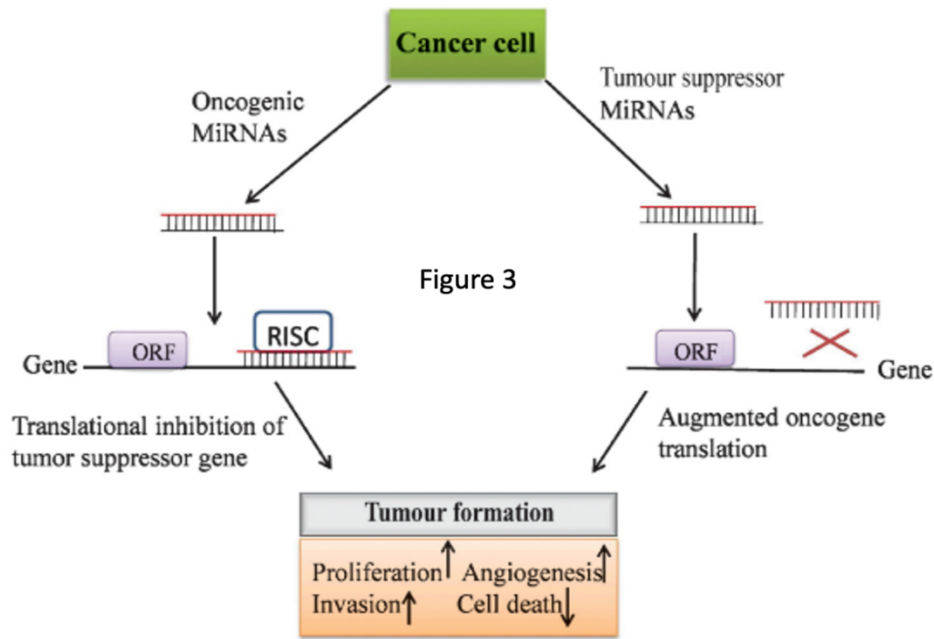 Cancer cell
Oncogenic
MiRNAs
Tumour suppressor
MiRNAs
Figure 3
RISC
ORF
Gene
ORF
Gene
Translational inhibition of
tumor suppressor gene
Augmented oncogene
translation
Tumour formation
Proliferation Angiogenesis
Invasion Cell death